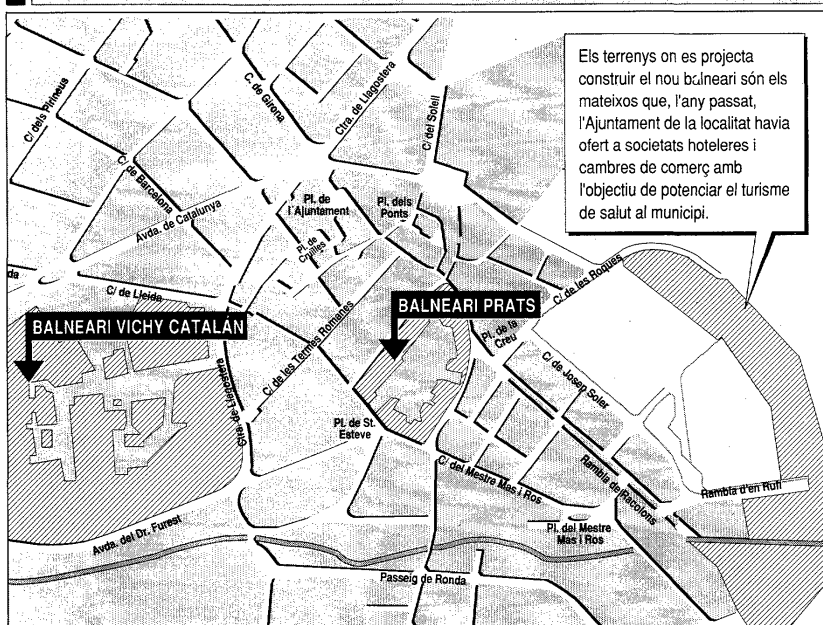 Els terrenys on es projecta
construir el nou balneari són els
mateixos que, l'any passat,
l'Ajuntament de la localitat havia
ofert a societats hoteleres i
cambres de comerç amb
l'objectiu de potenciar el turisme
de salut al municipi.
C/ dels Pirineus
C. de Girona
Ctra. de Llagostera
C/ del Solell
C/ de Barcelona
Avda. de Catalunya
Pl. de
l'Ajuntament
Pl. dels
Ponts
Pl. de
Cruïlles
da
C/ de Lleida
C/ de les Roques
BALNEARI VICHY CATALÁN
BALNEARI PRATS
Pl. de la
Creu
C/ de les Termes Romanes
Ctra. de Llagostera
C/ de Josep Soler
Pl. de St.
Esteve
C/ del Mestre Mas i Ros
Rambla de Racolons
Rambla d'en Rufí
Avda. del Dr. Furest
Pl. del Mestre
Mas i Ros
Passeig de Ronda